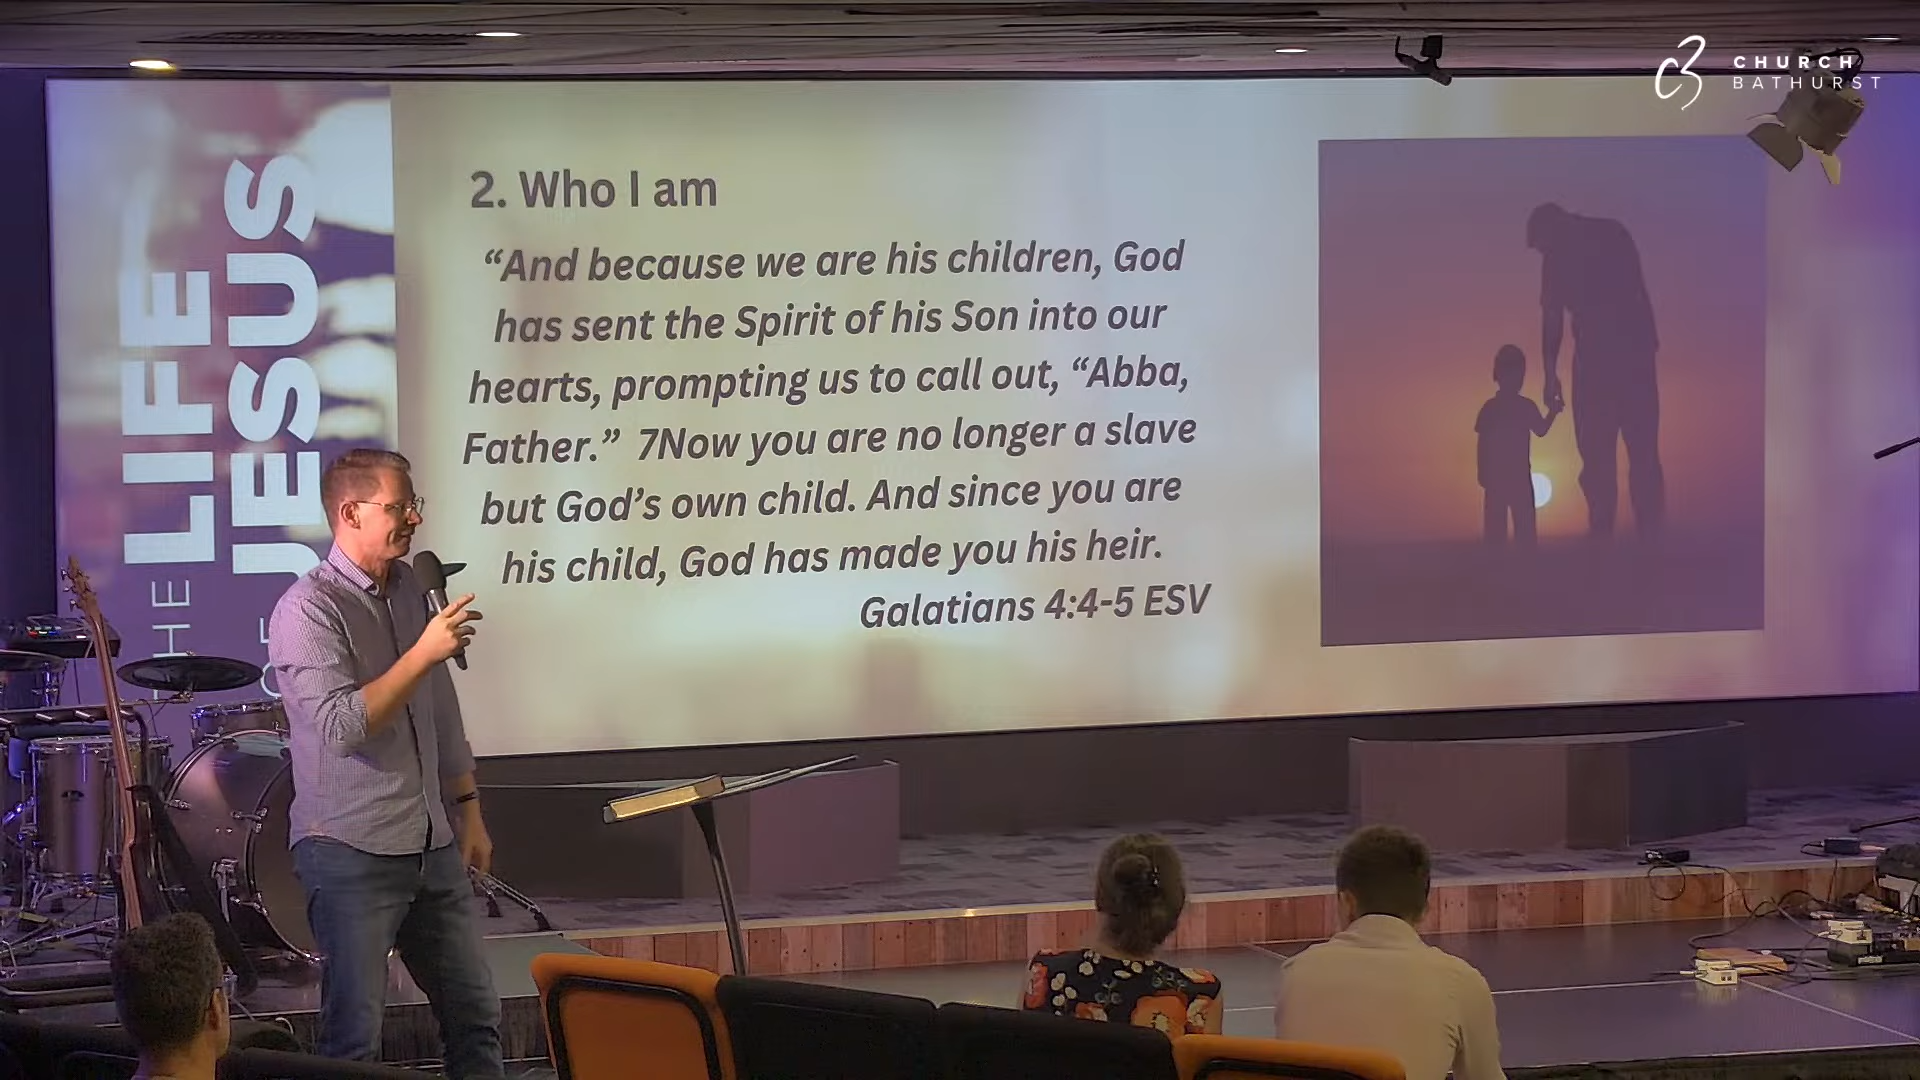 CHURCH
BATHURST
THE LIFE
OF JESUS
2. Who I am
“And because we are his children, God
has sent the Spirit of his Son into our
hearts, prompting us to call out, “Abba,
Father.” 7Now you are no longer a slave
but God’s own child. And since you are
his child, God has made you his heir.
Galatians 4:4-5 ESV